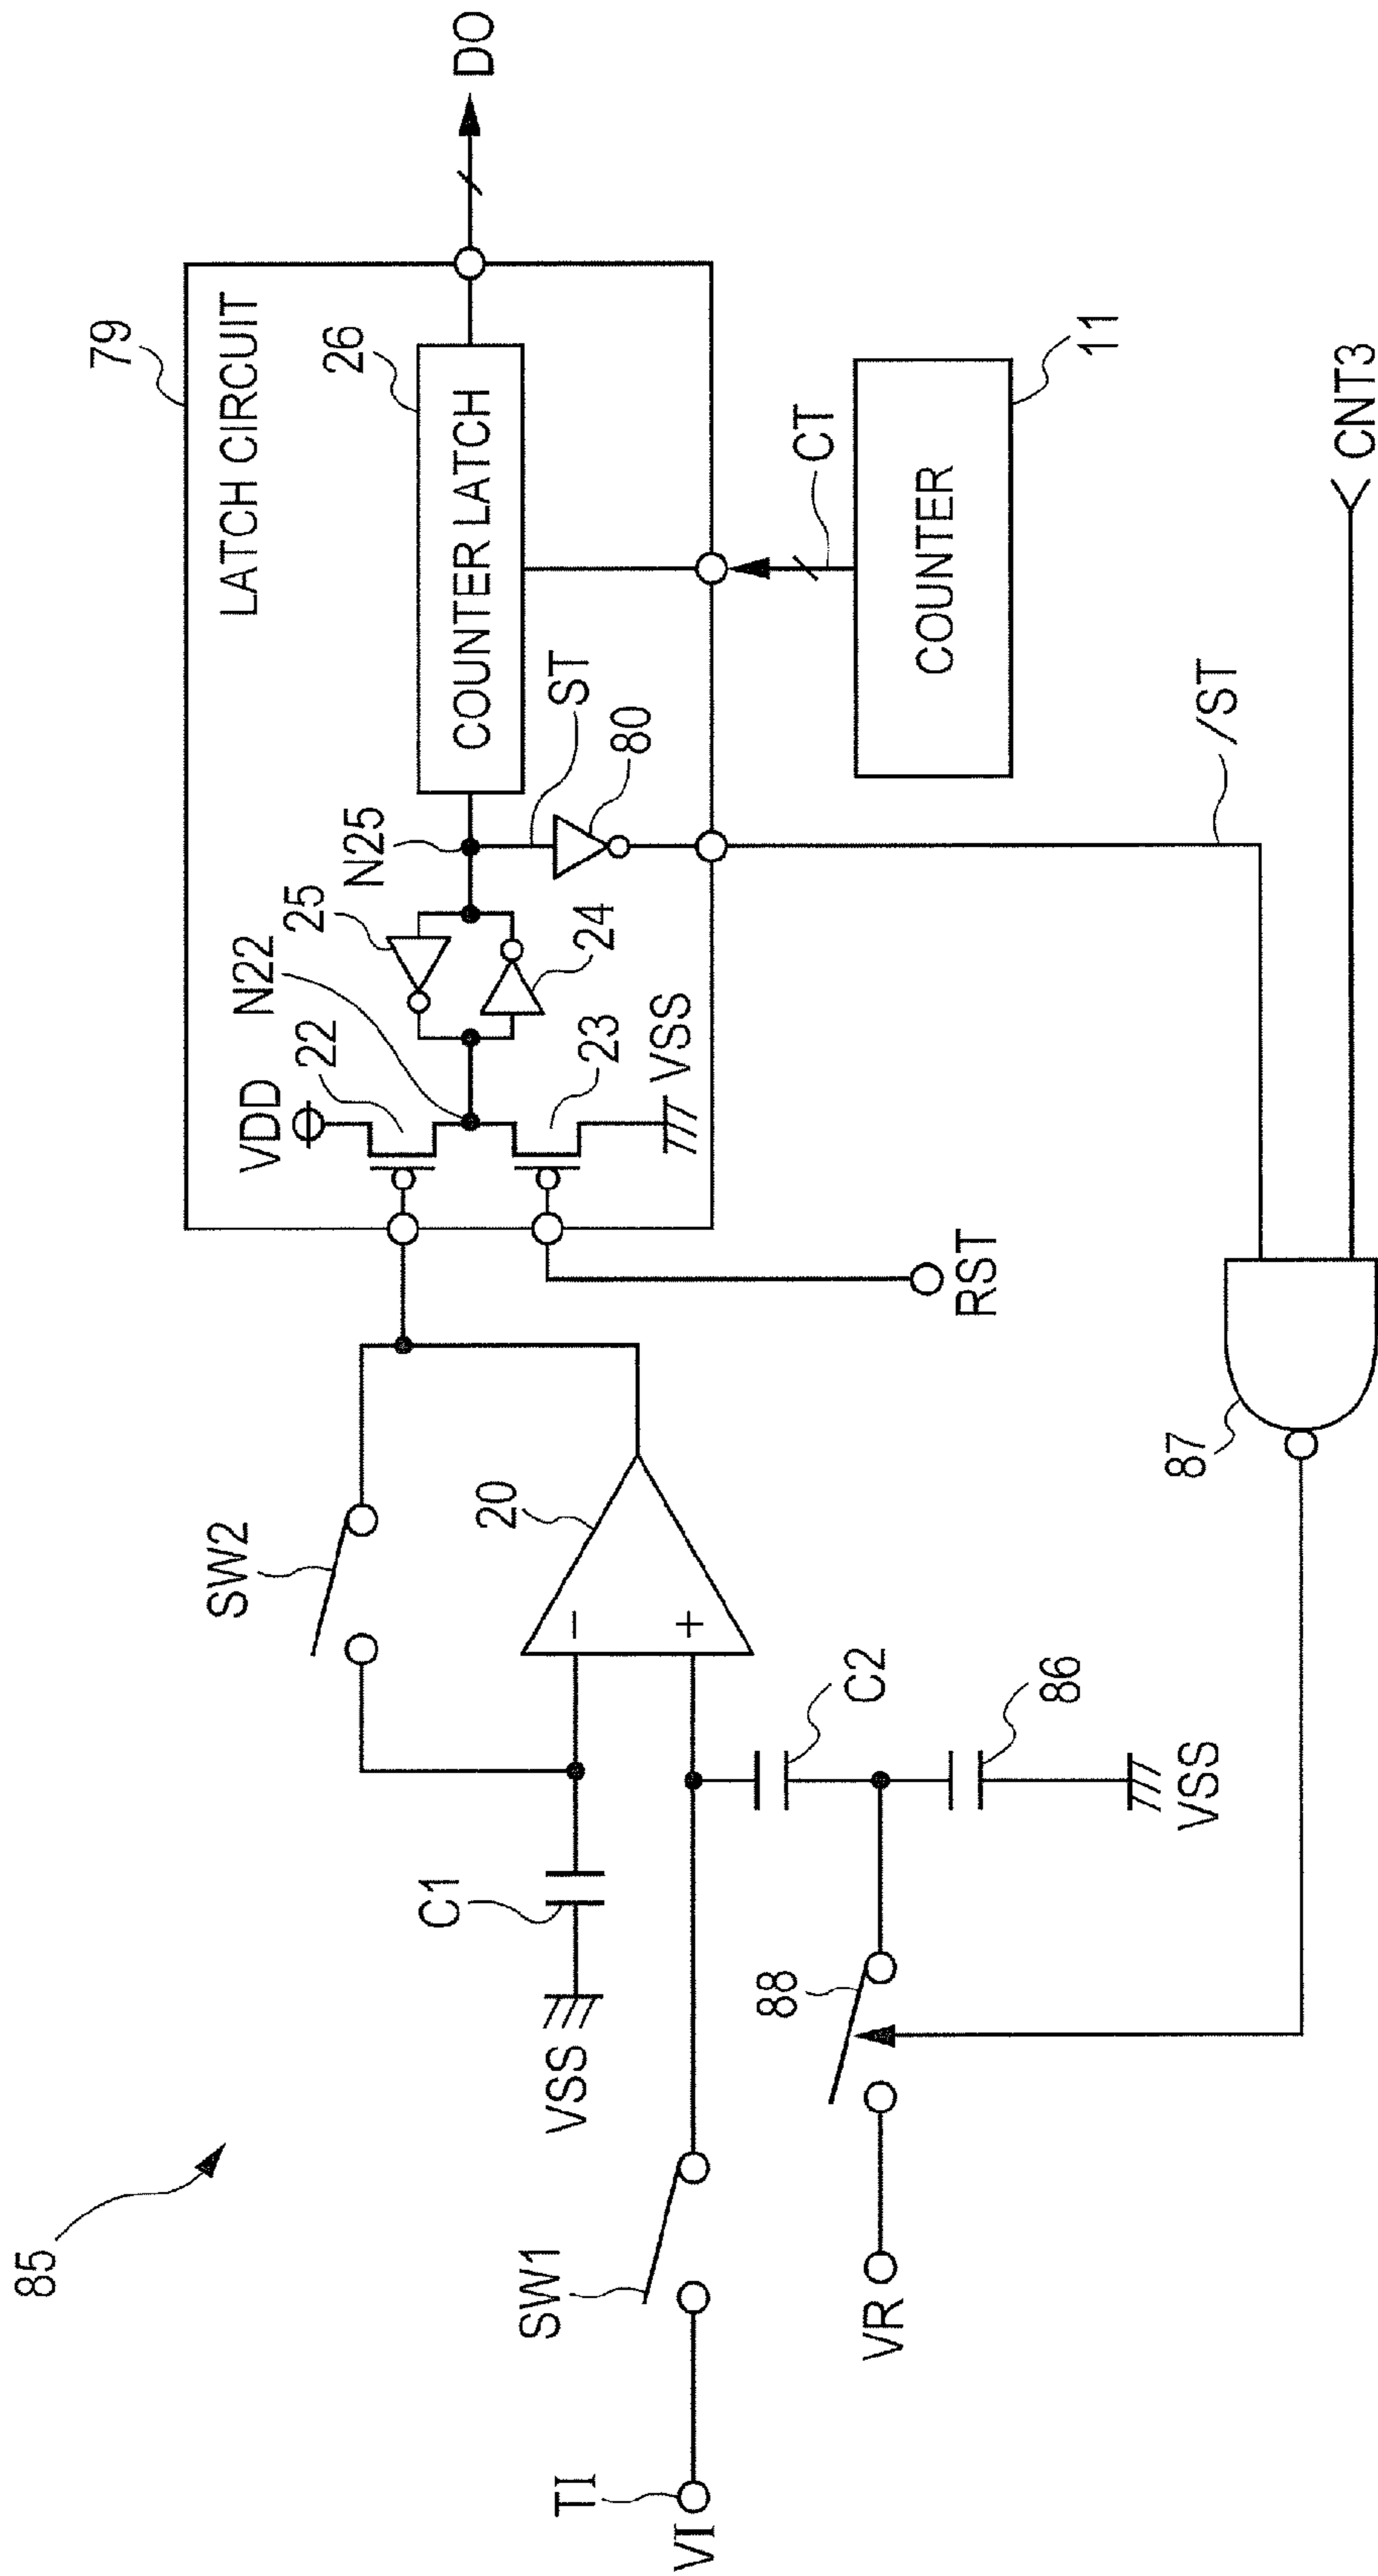 85
79
LATCH CIRCUIT
DO
26
COUNTER LATCH
N25
25
N22
24
ST
80
VDD
22
23
VSS
CT
COUNTER
11
RST
/ST
CNT3
87
SW2
20
−
+
C1
VSS
C2
86
VSS
88
VR
SW1
TI
VI